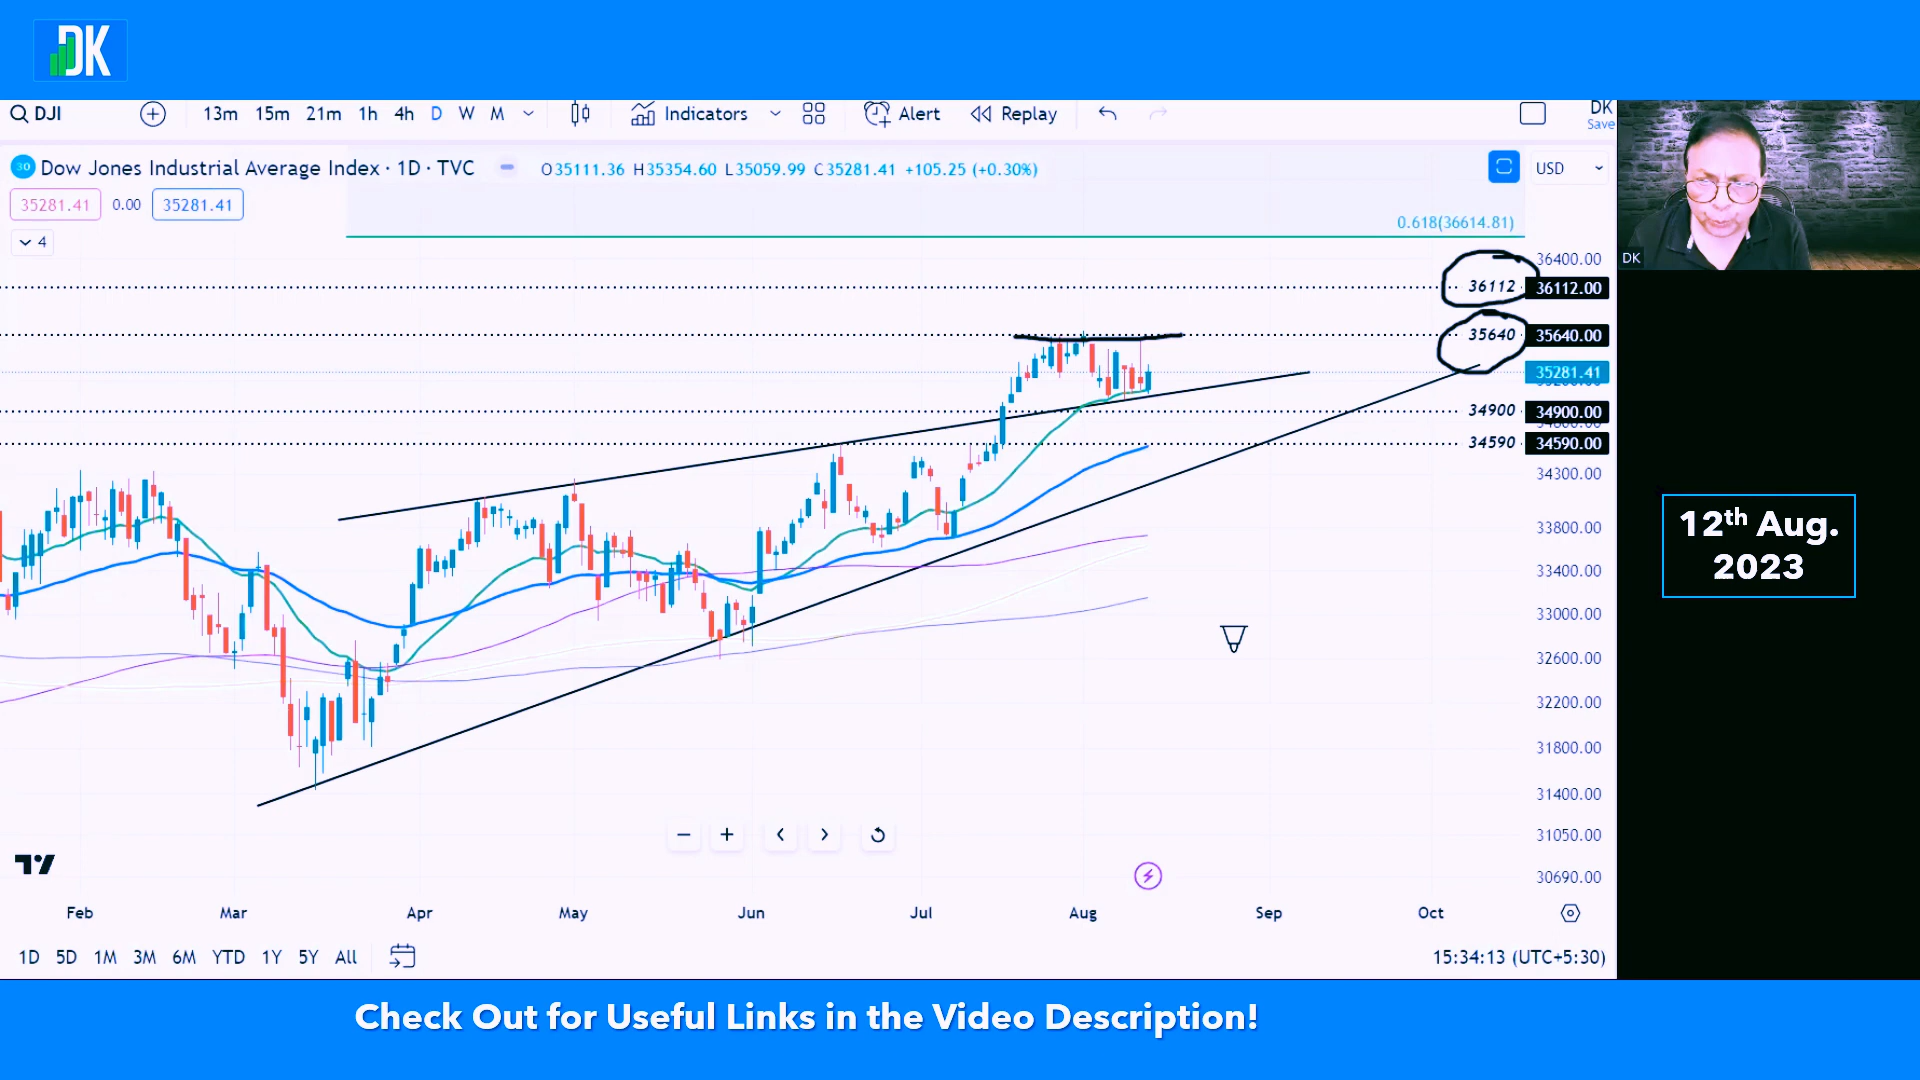 DK
DJI
13m 15m 21m 1h 4h D W M Indicators Alert Replay DK
Save
30 Dow Jones Industrial Average Index · 1D · TVC O35111.36 H35354.60 L35059.99 C35281.41 +105.25 (+0.30%) USD
35281.41 0.00 35281.41
0.618(36614.81)
4
DK
36400.00
36112 36112.00
35640 35640.00
35281.41
34900 34900.00
34590 34590.00
34300.00
33800.00
33400.00
33000.00
32600.00
32200.00
31800.00
31400.00
31050.00
30690.00
12th Aug.
2023
Feb Mar Apr May Jun Jul Aug Sep Oct
1D 5D 1M 3M 6M YTD 1Y 5Y All 15:34:13 (UTC+5:30)
Check Out for Useful Links in the Video Description!